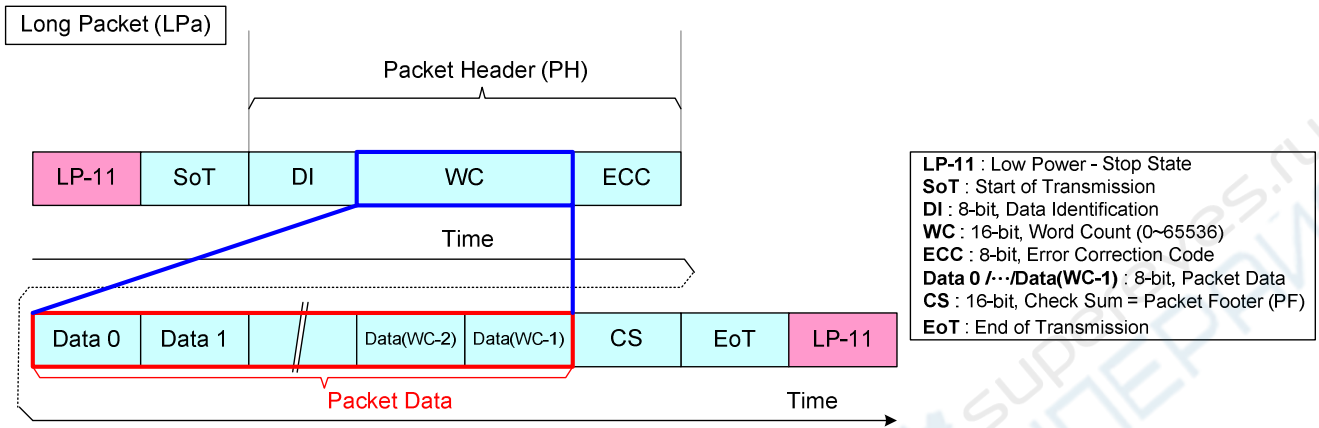 Long Packet (LPa)
Packet Header (PH)
LP-11 SoT DI WC ECC
Time
Data 0 Data 1 Data(WC-2) Data(WC-1) CS EoT LP-11
Packet Data
Time
LP-11 : Low Power - Stop State
SoT : Start of Transmission
DI : 8-bit, Data Identification
WC : 16-bit, Word Count (0~65536)
ECC : 8-bit, Error Correction Code
Data 0 /···/Data(WC-1) : 8-bit, Packet Data
CS : 16-bit, Check Sum = Packet Footer (PF)
EoT : End of Transmission